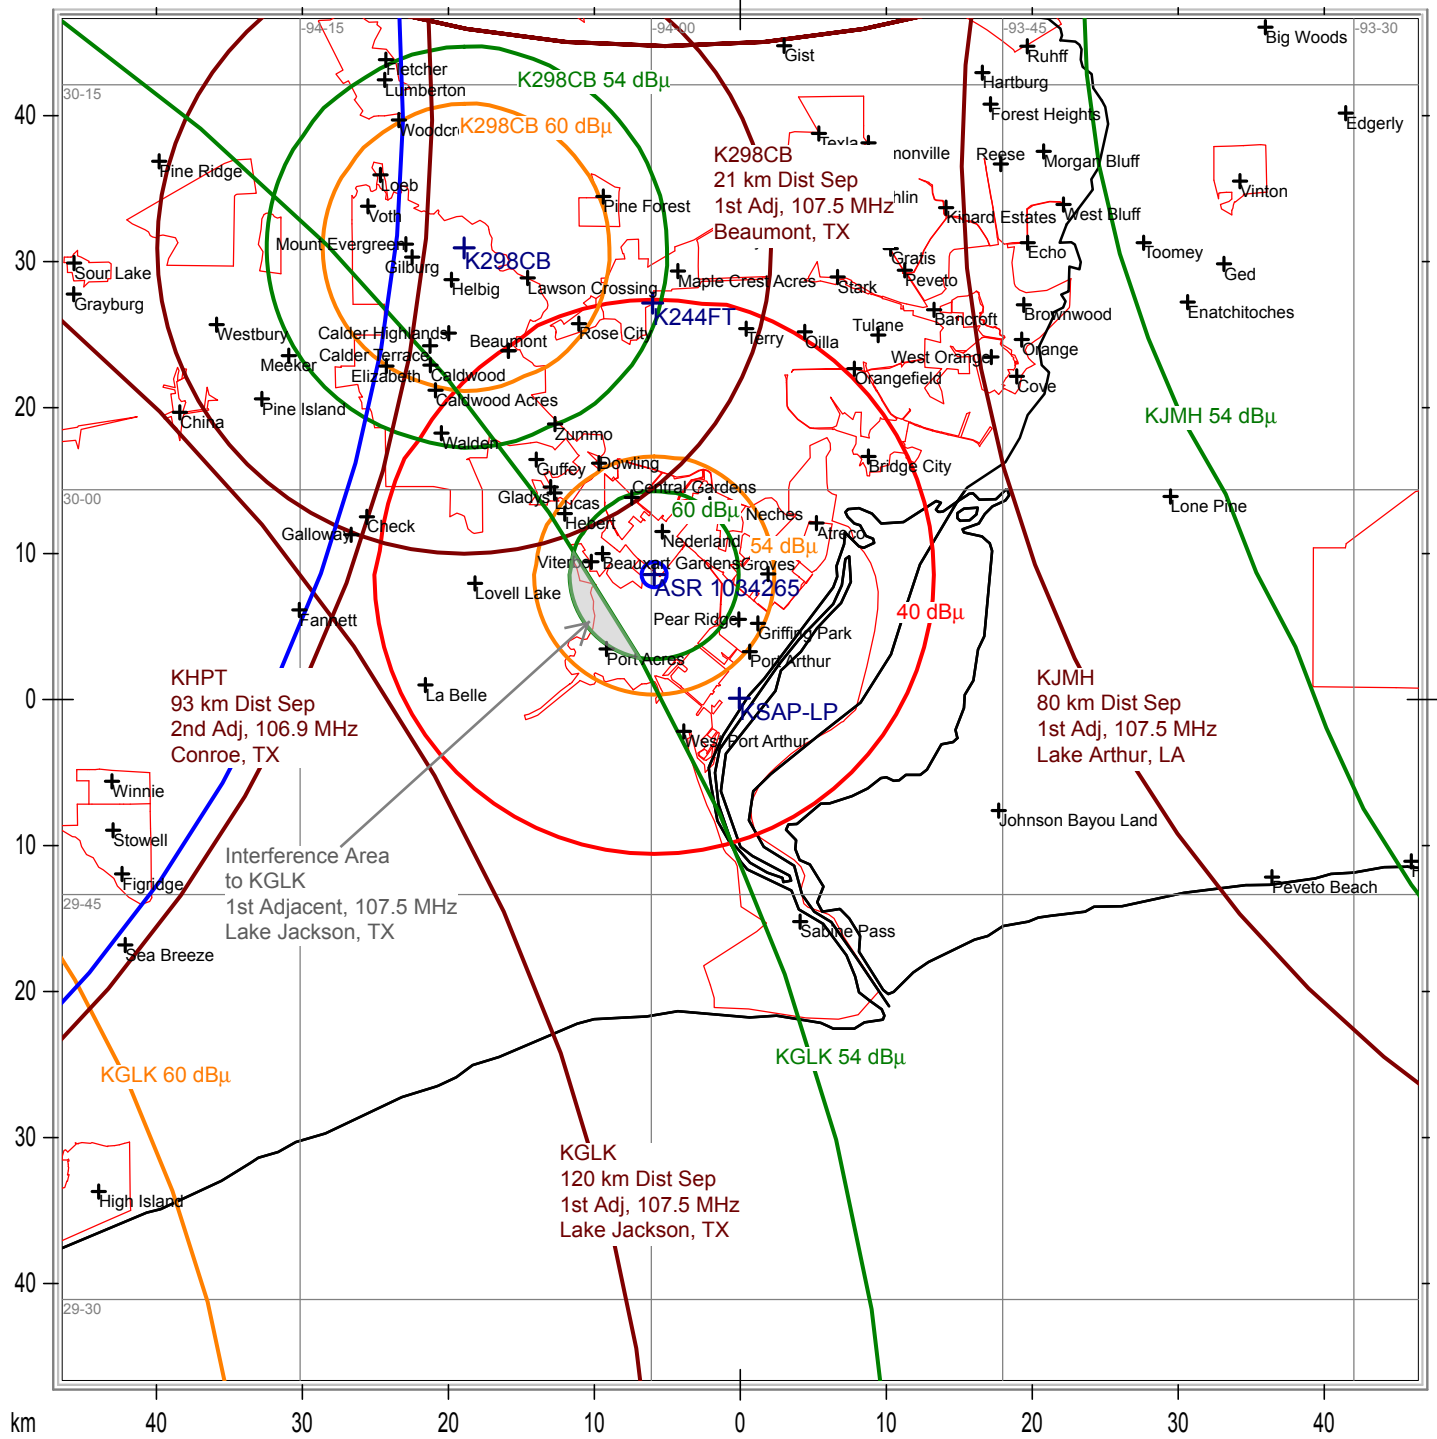 -94-15
-94-00
-93-45
-93-30
Big Woods
Ruhff
Gist
Fletcher
Lumberton
Hartburg
K298CB 54 dBµ
30-15
40
Forest Heights
Edgerly
K298CB 60 dBµ
Texla
monville
Reese
Morgan Bluff
K298CB
21 km Dist Sep
1st Adj, 107.5 MHz
Beaumont, TX
Pine Ridge
Loeb
Voth
Pine Forest
hlin
Kinard Estates
West Bluff
Vinton
Mount Evergreen
Gilburg
K298CB
Echo
Toomey
30
Sour Lake
Grayburg
Helbig
Lawson Crossing
Maple Crest Acres
Stark
Gratis
Peveto
Ged
Enatchitoches
K244FT
Westbury
Calder Highlands
Beaumont
Rose City
Terry
Oilla
Tulane
Bancroft
Brownwood
Meeker
Calder Terrace
Elizabeth
Caldwood
West Orange
Orange
Orangefield
Cove
Caldwood Acres
20
China
Pine Island
Walden
Zummo
KJMH 54 dBµ
Guffey
Dowling
Bridge City
30-00
Gladys
Lucas
Central Gardens
Lone Pine
Check
Hebert
60 dBµ
Neches
Atreco
Galloway
Nederland
54 dBµ
10
Viterbo
Beauxart Gardens
Groves
ASR 1034265
Lovell Lake
Fannett
Pear Ridge
Griffing Park
40 dBµ
Port Acres
Port Arthur
KHPT
93 km Dist Sep
2nd Adj, 106.9 MHz
Conroe, TX
La Belle
KSAP-LP
West Port Arthur
0
KJMH
80 km Dist Sep
1st Adj, 107.5 MHz
Lake Arthur, LA
Winnie
Stowell
Figridge
Johnson Bayou Land
10
Interference Area
to KGLK
1st Adjacent, 107.5 MHz
Lake Jackson, TX
Peveto Beach
29-45
Sabine Pass
Sea Breeze
20
KGLK 60 dBµ
KGLK 54 dBµ
30
KGLK
120 km Dist Sep
1st Adj, 107.5 MHz
Lake Jackson, TX
High Island
40
29-30
km
40
30
20
10
0
10
20
30
40